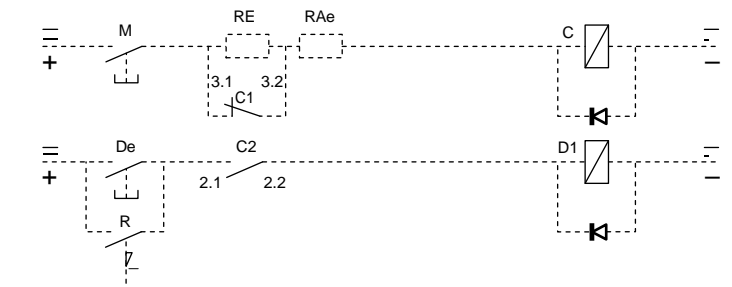 M RE RAe C
+ −
3.1 3.2
C1
De C2 D1
+ −
2.1 2.2
R